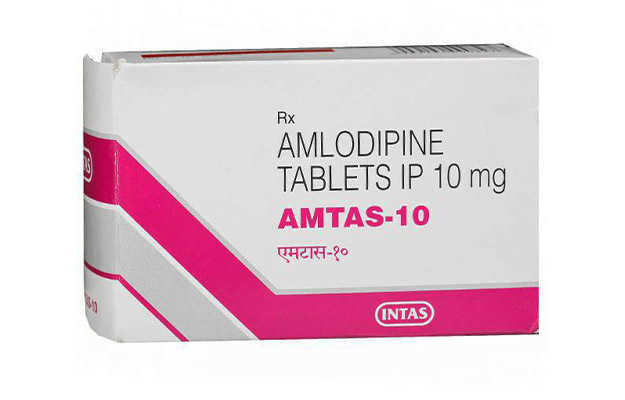 Rx
AMLODIPINE
TABLETS IP 10 mg
AMTAS-10
एमटास-१०
INTAS